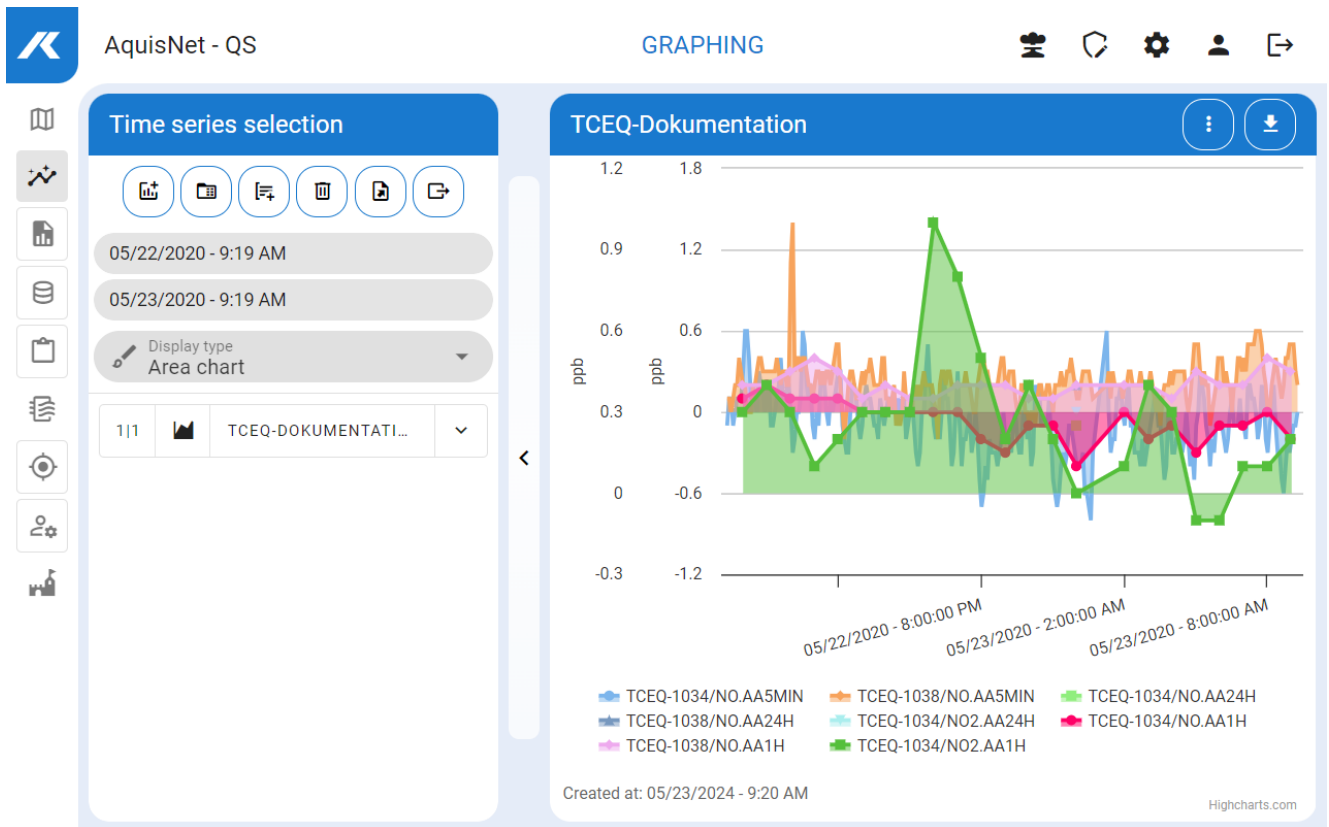 AquisNet - QS
GRAPHING
Time series selection
05/22/2020 - 9:19 AM
05/23/2020 - 9:19 AM
Display type
Area chart
1|1
TCEQ-DOKUMENTATI...
TCEQ-Dokumentation
1.2 1.8
0.9 1.2
0.6 0.6
ppb ppb
0.3 0
0 -0.6
-0.3 -1.2
05/22/2020 - 8:00:00 PM
05/23/2020 - 2:00:00 AM
05/23/2020 - 8:00:00 AM
TCEQ-1034/NO.AA5MIN TCEQ-1038/NO.AA5MIN TCEQ-1034/NO.AA24H
TCEQ-1038/NO.AA24H TCEQ-1034/NO2.AA24H TCEQ-1034/NO.AA1H
TCEQ-1038/NO.AA1H TCEQ-1034/NO2.AA1H
Created at: 05/23/2024 - 9:20 AM
Highcharts.com